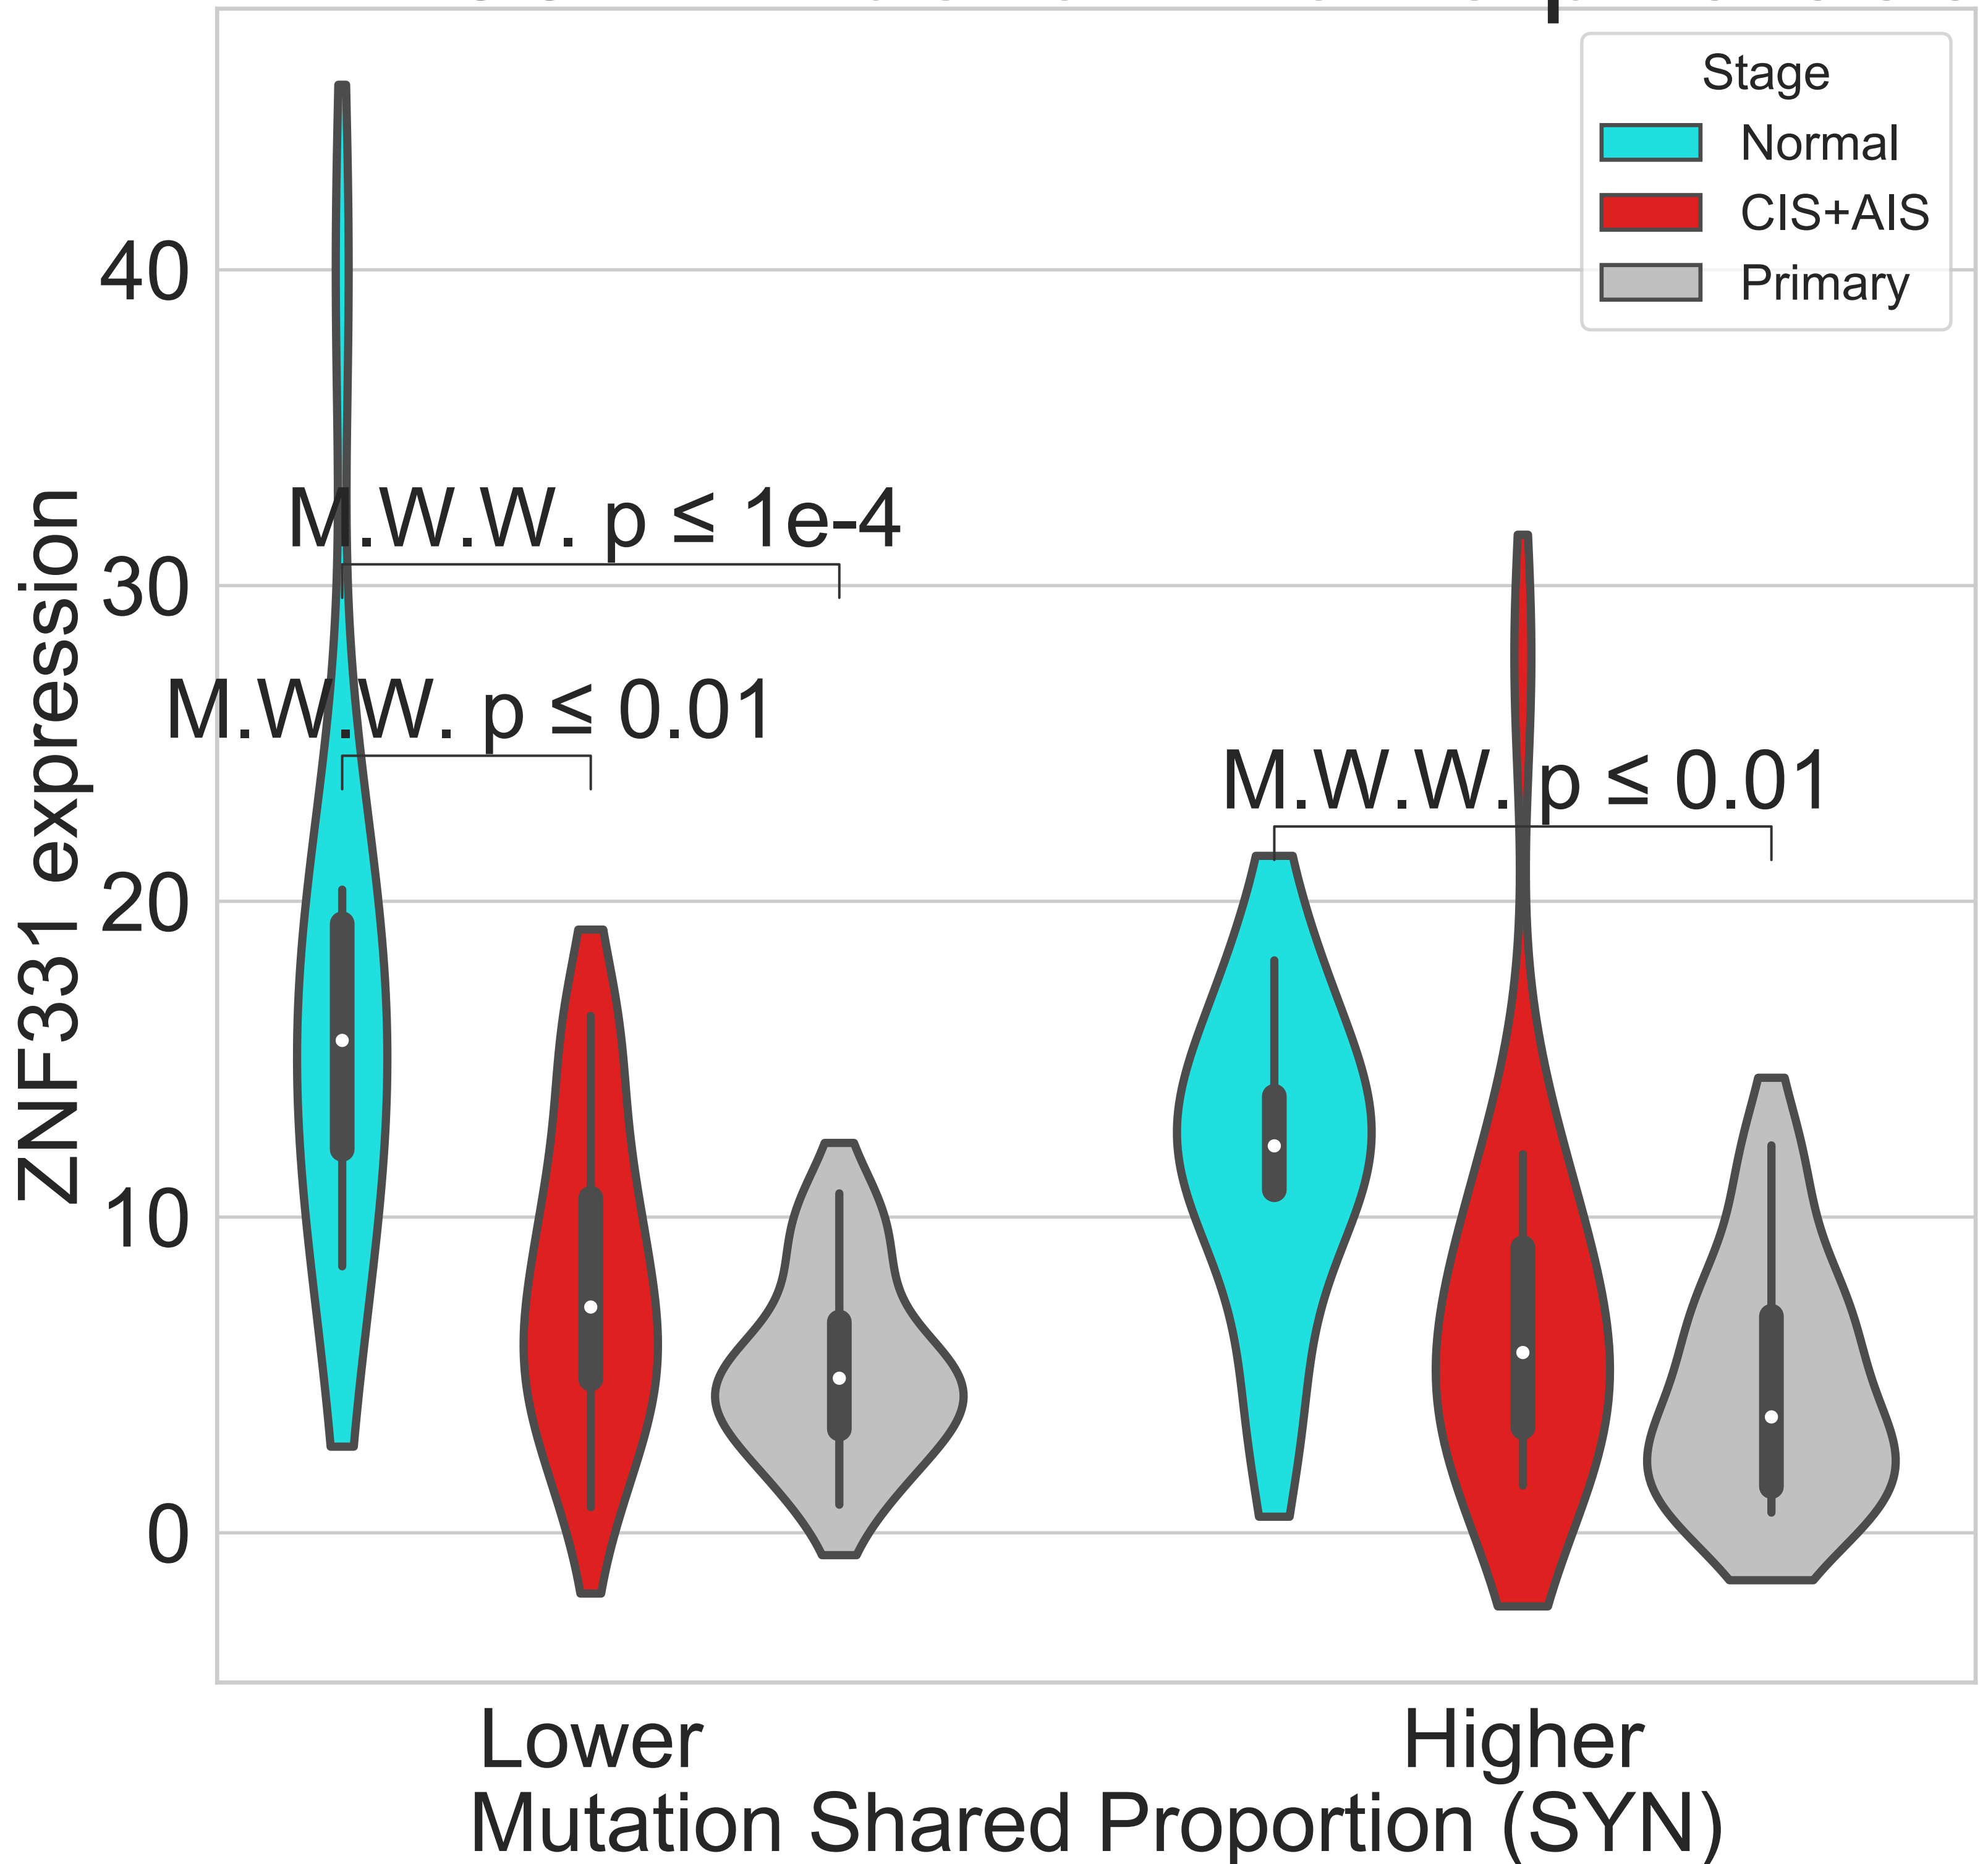 Stage
Normal
CIS+AIS
Primary
40
30
20
10
0
ZNF331 expression
M.W.W. p ≤ 1e-4
M.W.W. p ≤ 0.01
M.W.W. p ≤ 0.01
Lower
Higher
Mutation Shared Proportion (SYN)